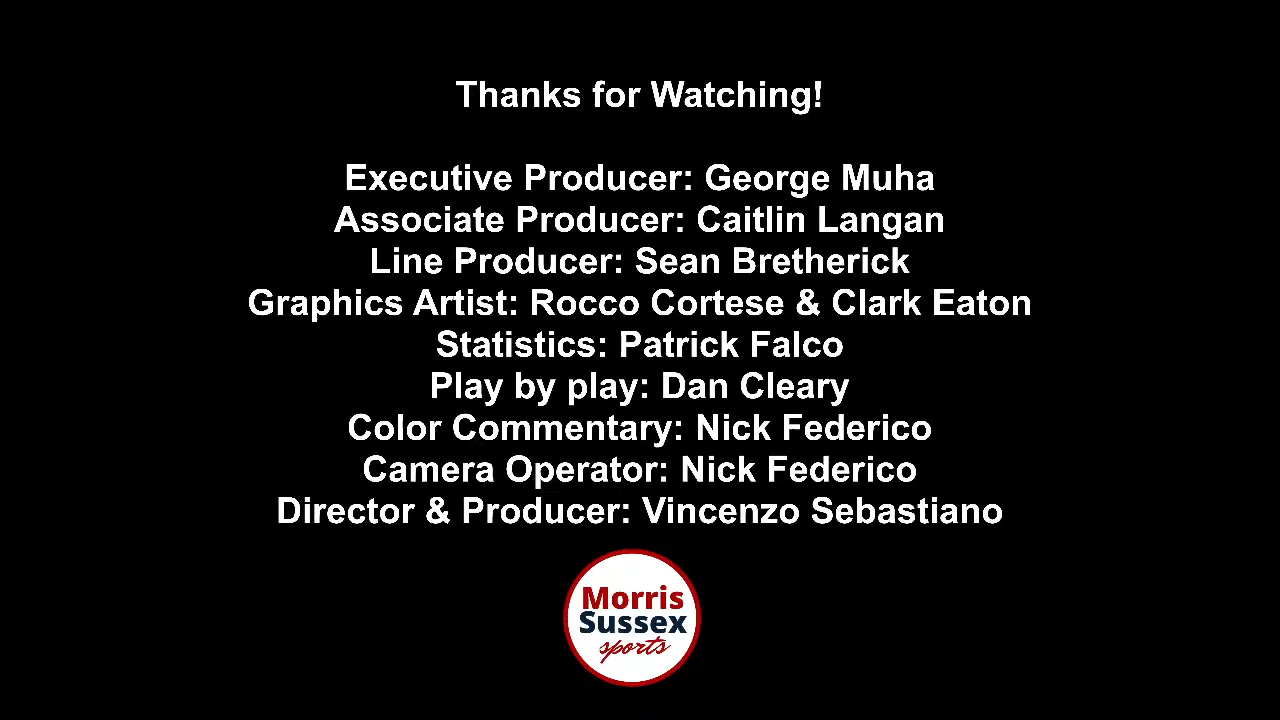 Thanks for Watching!
Executive Producer: George Muha
Associate Producer: Caitlin Langan
Line Producer: Sean Bretherick
Graphics Artist: Rocco Cortese & Clark Eaton
Statistics: Patrick Falco
Play by play: Dan Cleary
Color Commentary: Nick Federico
Camera Operator: Nick Federico
Director & Producer: Vincenzo Sebastiano
Morris
Sussex
sports